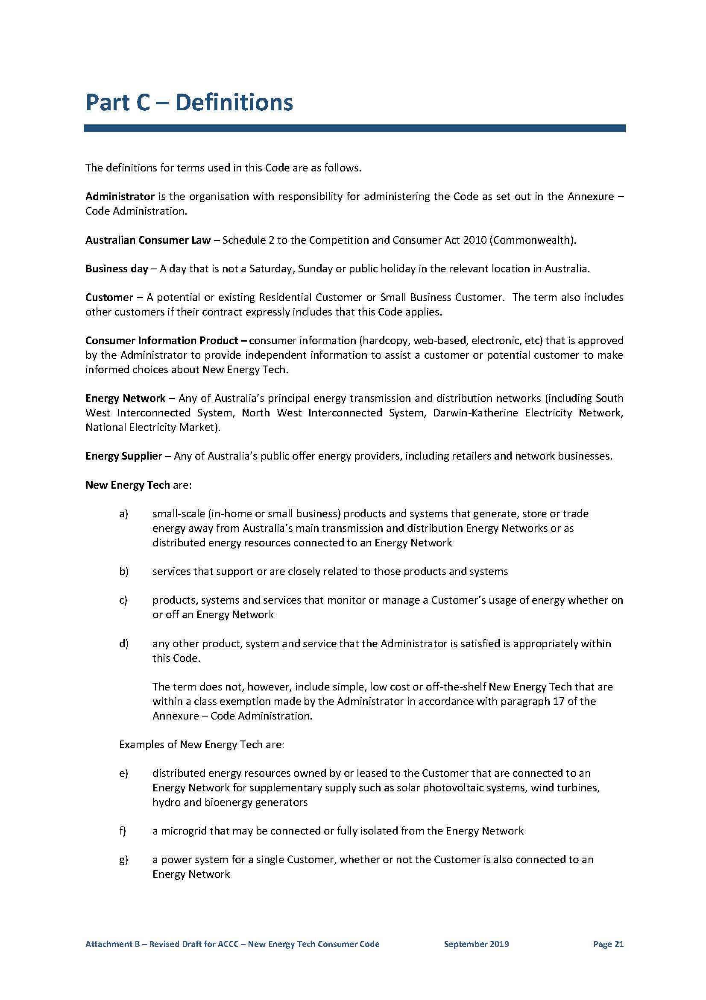 Part C – Definitions
The definitions for terms used in this Code are as follows.
Administrator is the organisation with responsibility for administering the Code as set out in the Annexure –
Code Administration.
Australian Consumer Law – Schedule 2 to the Competition and Consumer Act 2010 (Commonwealth).
Business day – A day that is not a Saturday, Sunday or public holiday in the relevant location in Australia.
Customer – A potential or existing Residential Customer or Small Business Customer.  The term also includes
other customers if their contract expressly includes that this Code applies.
Consumer Information Product – consumer information (hardcopy, web-based, electronic, etc) that is approved
by the Administrator to provide independent information to assist a customer or potential customer to make
informed choices about New Energy Tech.
Energy Network – Any of Australia’s principal energy transmission and distribution networks (including South
West Interconnected System, North West Interconnected System, Darwin-Katherine Electricity Network,
National Electricity Market).
Energy Supplier – Any of Australia’s public offer energy providers, including retailers and network businesses.
New Energy Tech are:
a) small-scale (in-home or small business) products and systems that generate, store or trade
energy away from Australia’s main transmission and distribution Energy Networks or as
distributed energy resources connected to an Energy Network
b) services that support or are closely related to those products and systems
c) products, systems and services that monitor or manage a Customer’s usage of energy whether on
or off an Energy Network
d) any other product, system and service that the Administrator is satisfied is appropriately within
this Code.
The term does not, however, include simple, low cost or off-the-shelf New Energy Tech that are
within a class exemption made by the Administrator in accordance with paragraph 17 of the
Annexure – Code Administration.
Examples of New Energy Tech are:
e) distributed energy resources owned by or leased to the Customer that are connected to an
Energy Network for supplementary supply such as solar photovoltaic systems, wind turbines,
hydro and bioenergy generators
f) a microgrid that may be connected or fully isolated from the Energy Network
g) a power system for a single Customer, whether or not the Customer is also connected to an
Energy Network
Attachment B – Revised Draft for ACCC – New Energy Tech Consumer Code September 2019 Page 21